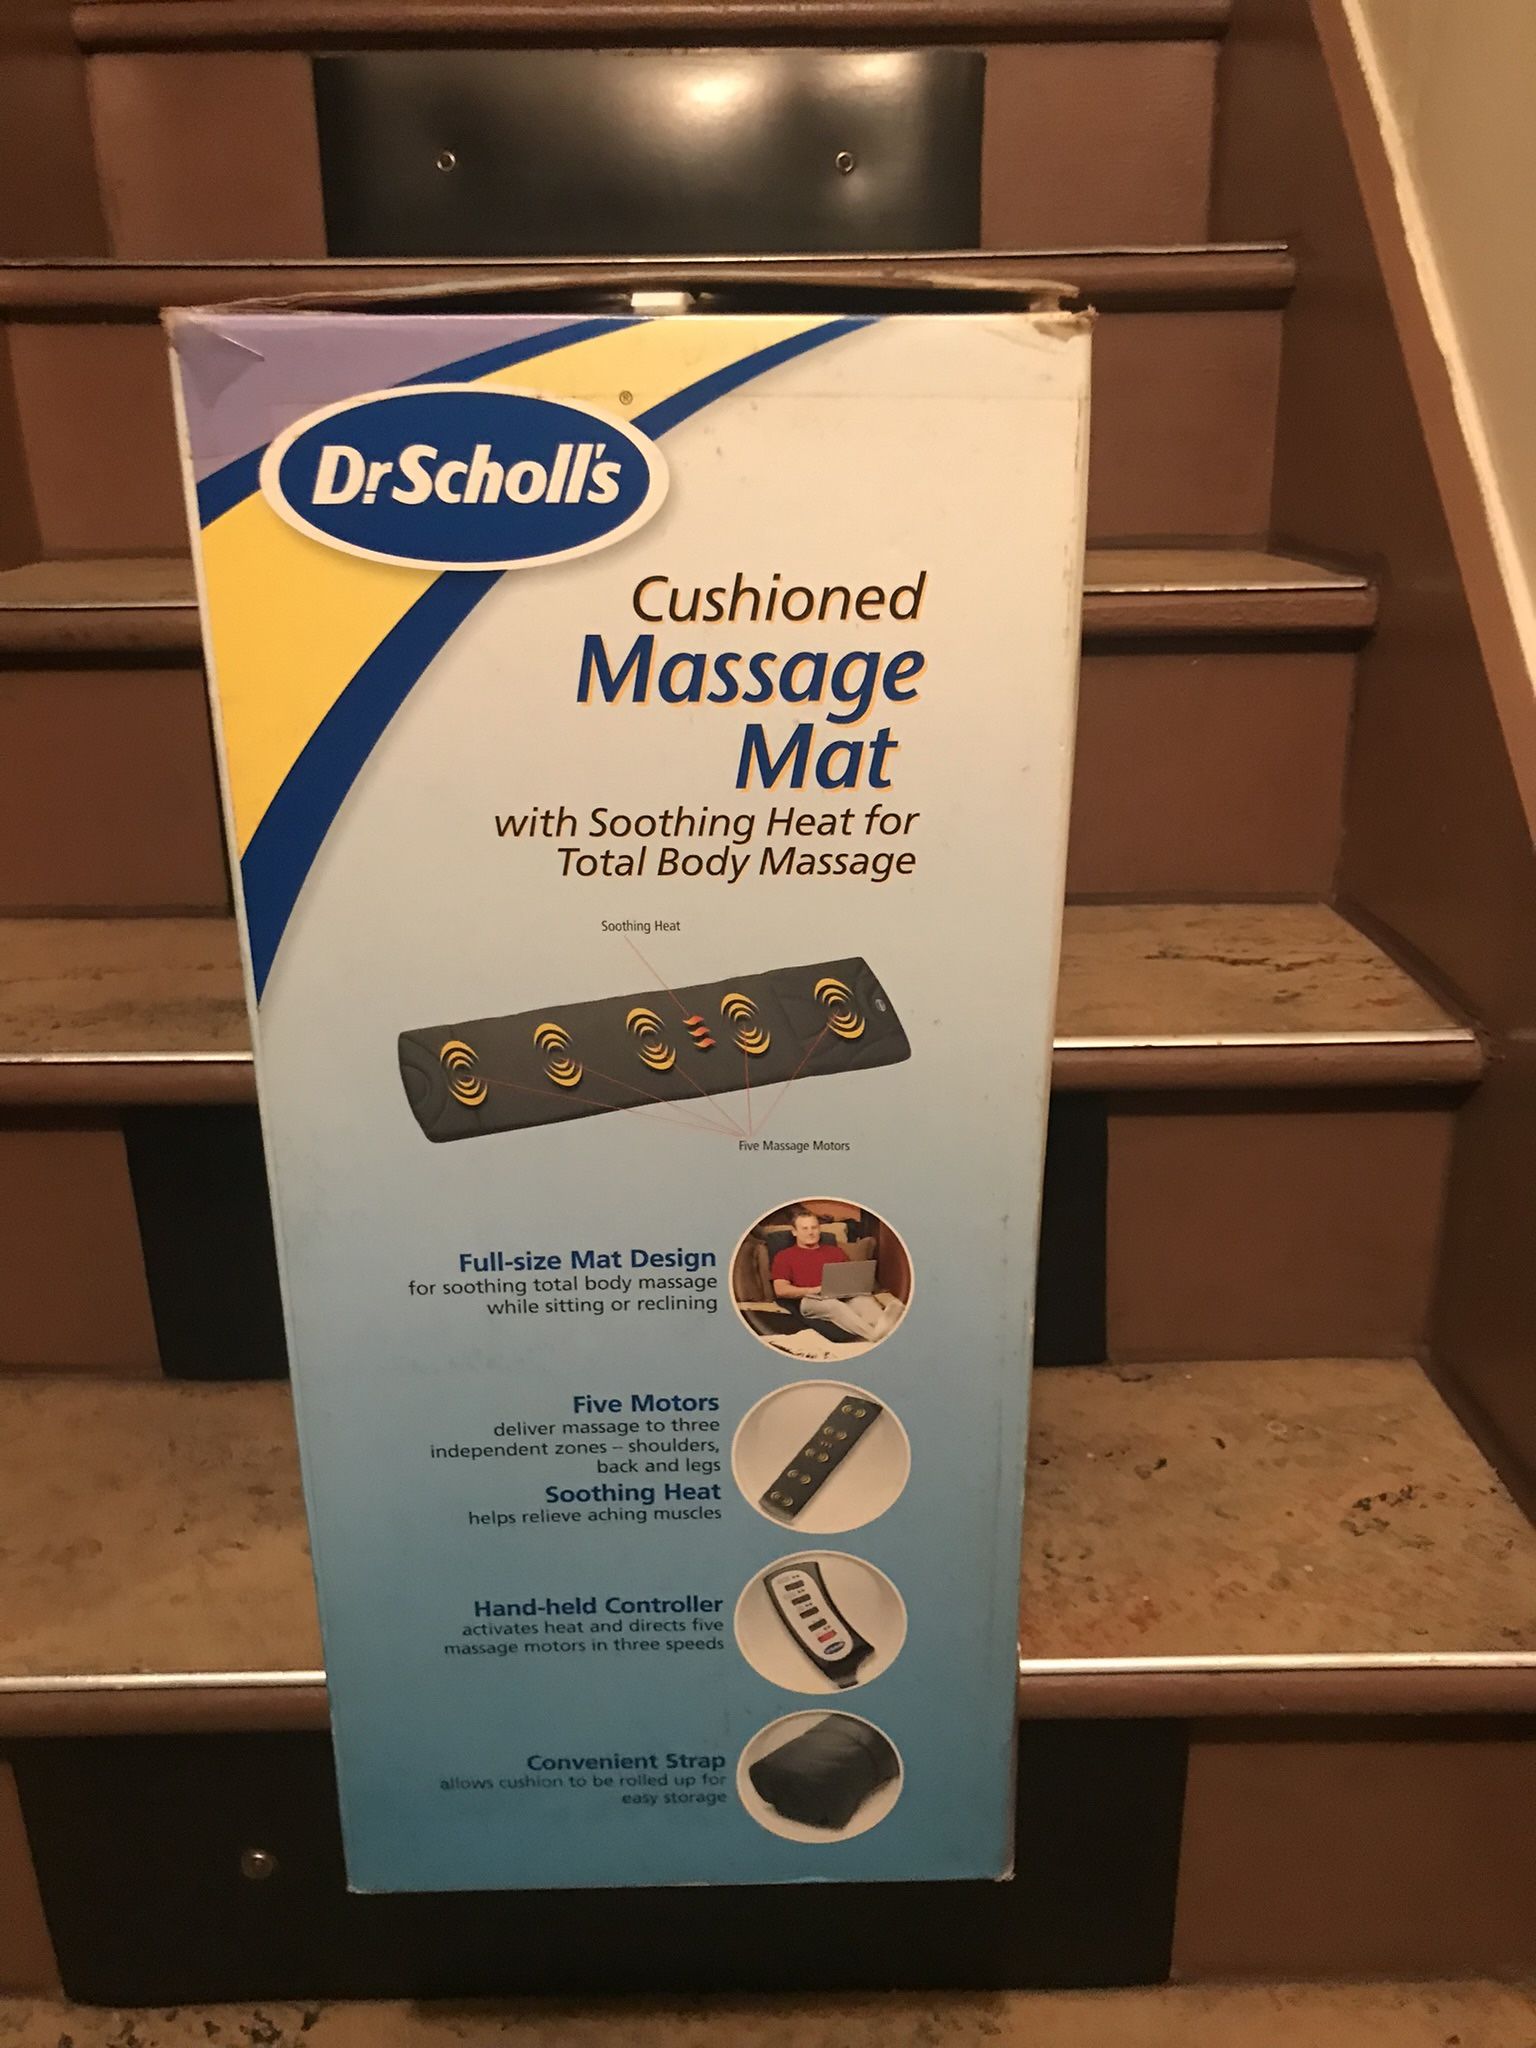 ®
Dr. Scholl's
Cushioned
Massage
Mat
with Soothing Heat for
Total Body Massage
Soothing Heat
Five Massage Motors
Full-size Mat Design
for soothing total body massage
while sitting or reclining
Five Motors
deliver massage to three
independent zones – shoulders,
back and legs
Soothing Heat
helps relieve aching muscles
Hand-held Controller
activates heat and directs five
massage motors in three speeds
Convenient Strap
allows cushion to be rolled up for
easy storage